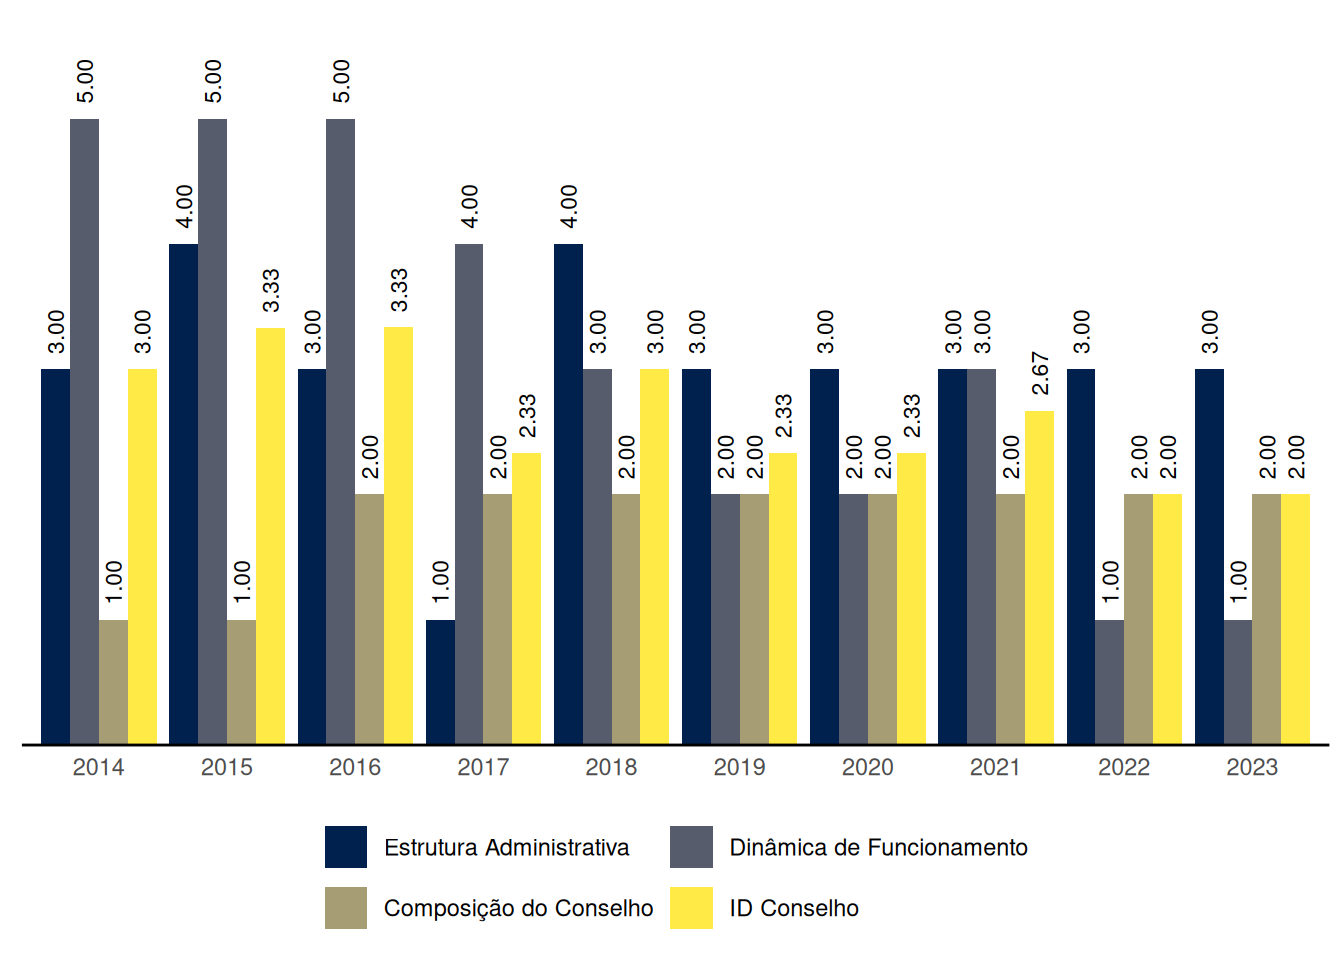 3.00 5.00 1.00 3.00 4.00 5.00 1.00 3.33 3.00 5.00 2.00 3.33 1.00 4.00 2.00 2.33 4.00 3.00 2.00 3.00 3.00 2.00 2.00 2.33 3.00 2.00 2.00 2.33 3.00 3.00 2.00 2.67 3.00 1.00 2.00 2.00 3.00 1.00 2.00 2.00
2014 2015 2016 2017 2018 2019 2020 2021 2022 2023
Estrutura Administrativa Dinâmica de Funcionamento
Composição do Conselho ID Conselho